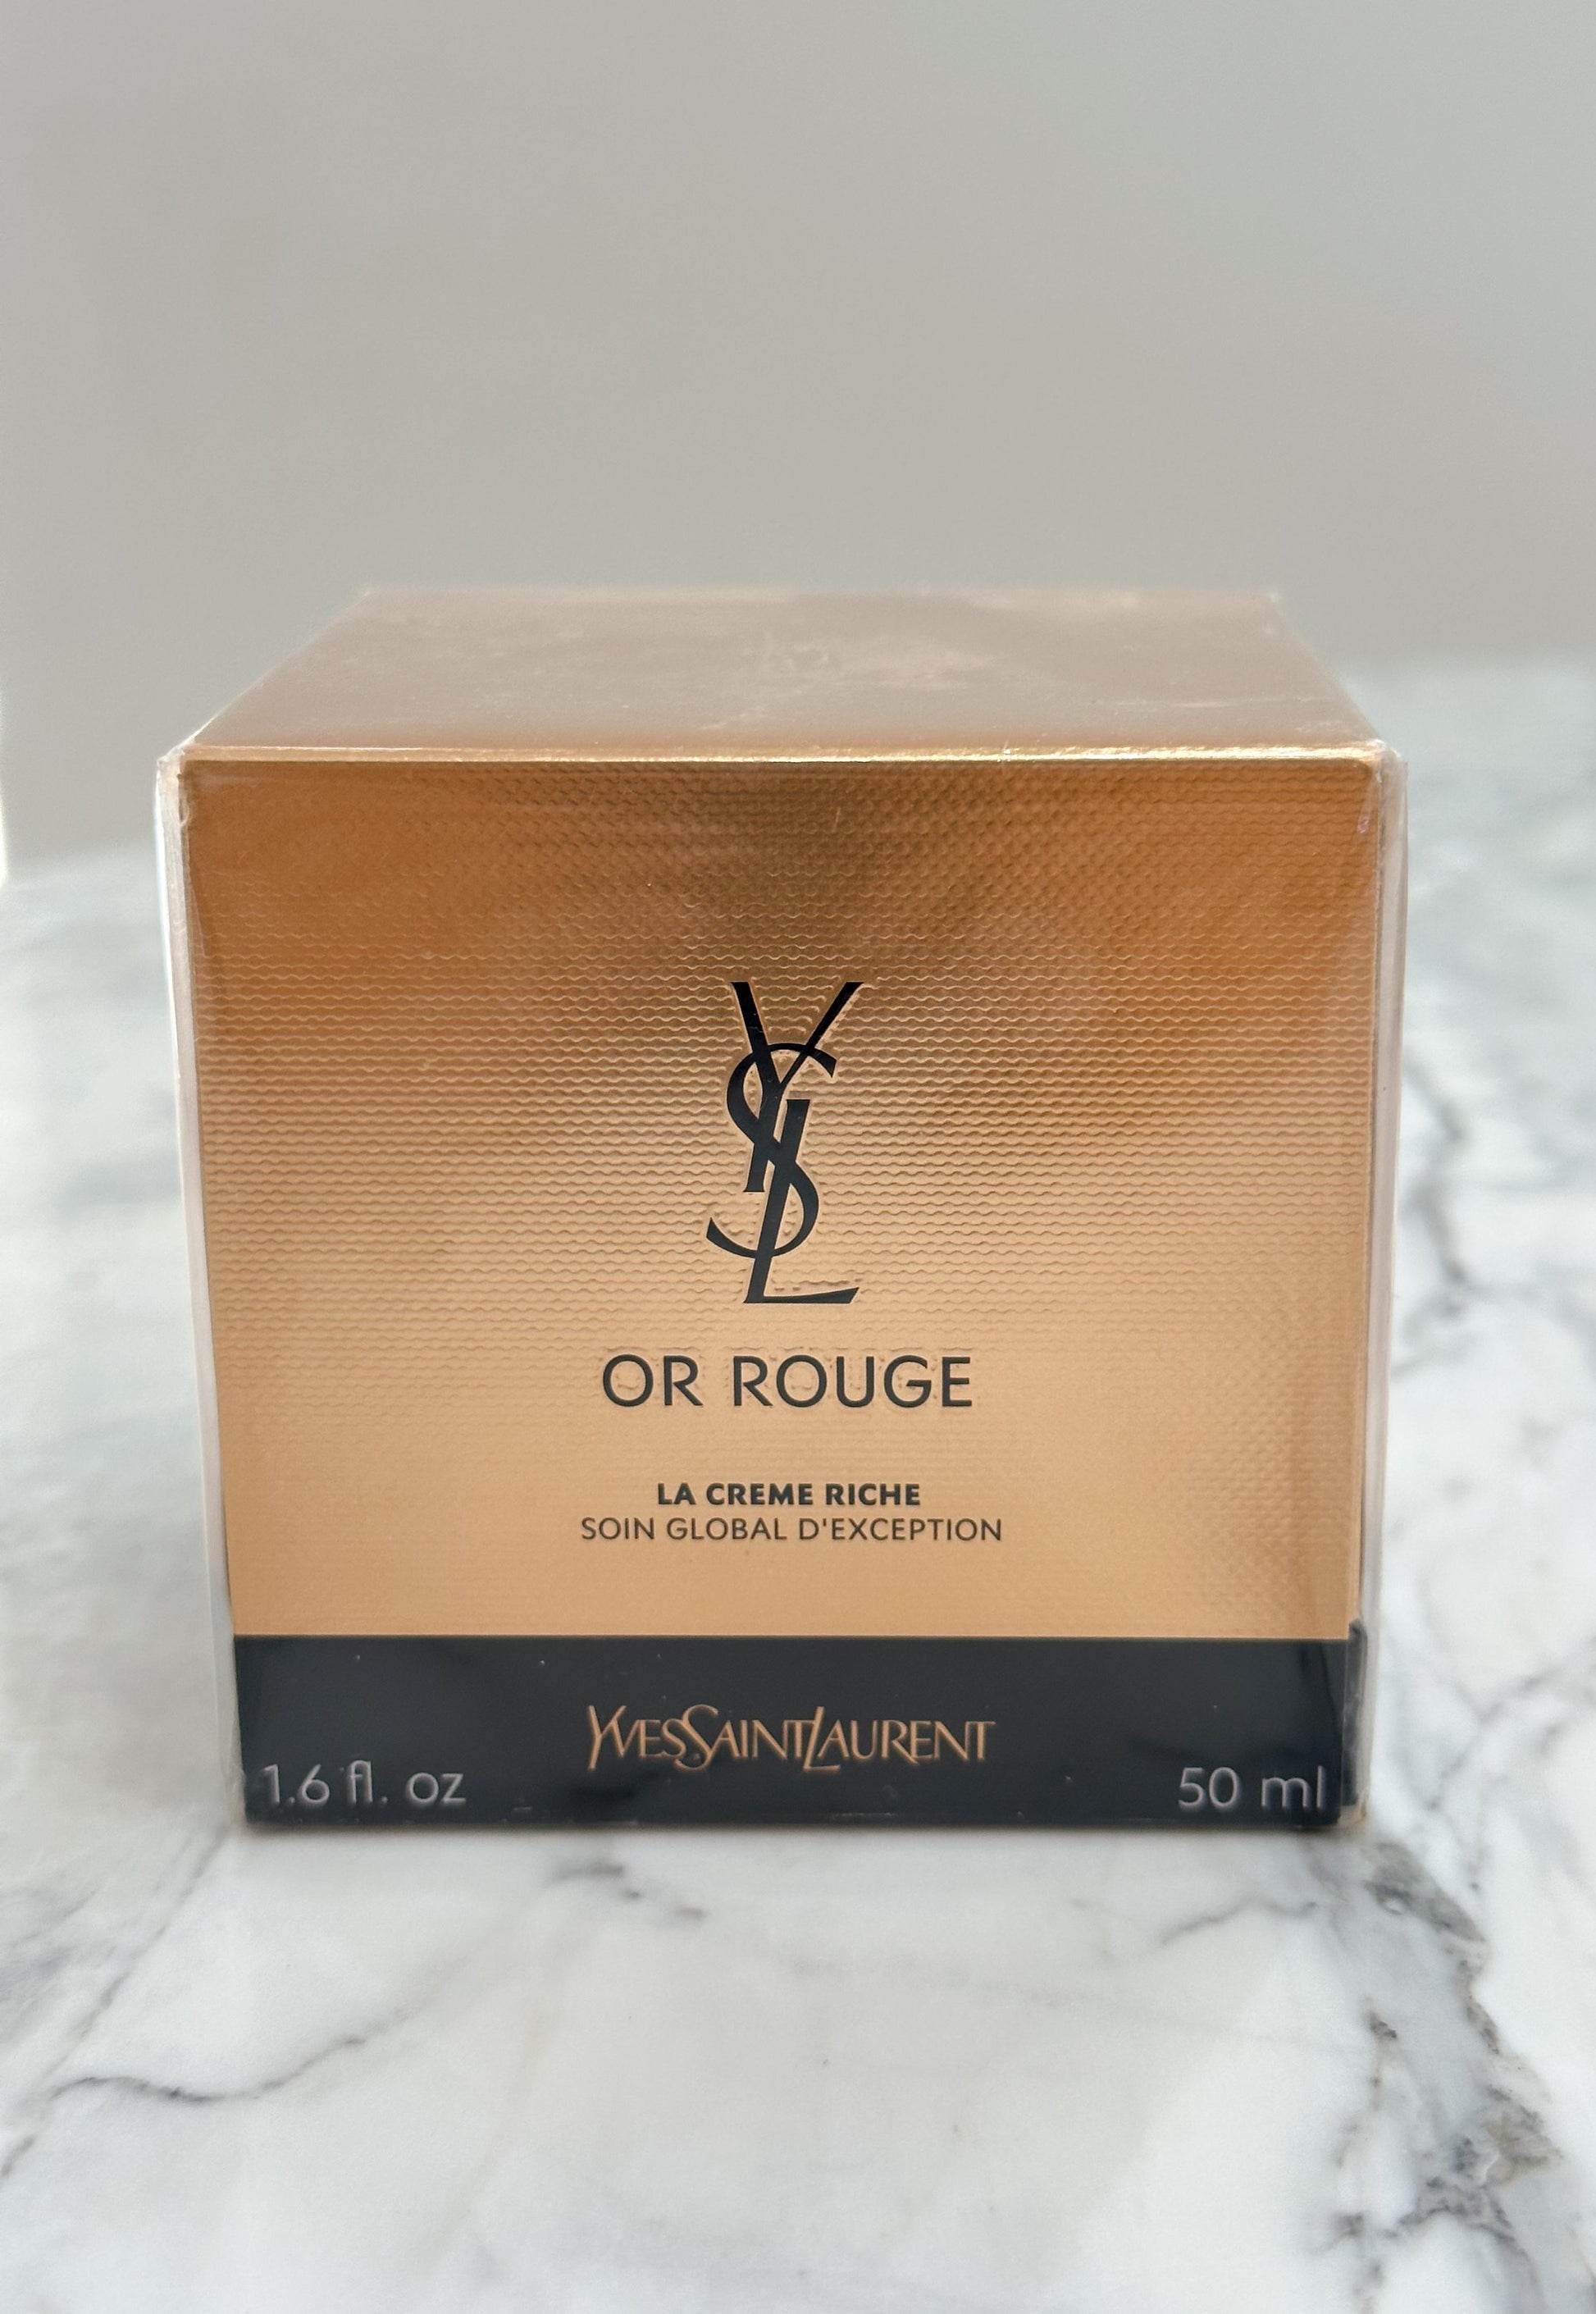 YSL
OR ROUGE
LA CREME RICHE
SOIN GLOBAL D'EXCEPTION
YVESSAINTLAURENT
1.6 fl. oz
50 ml